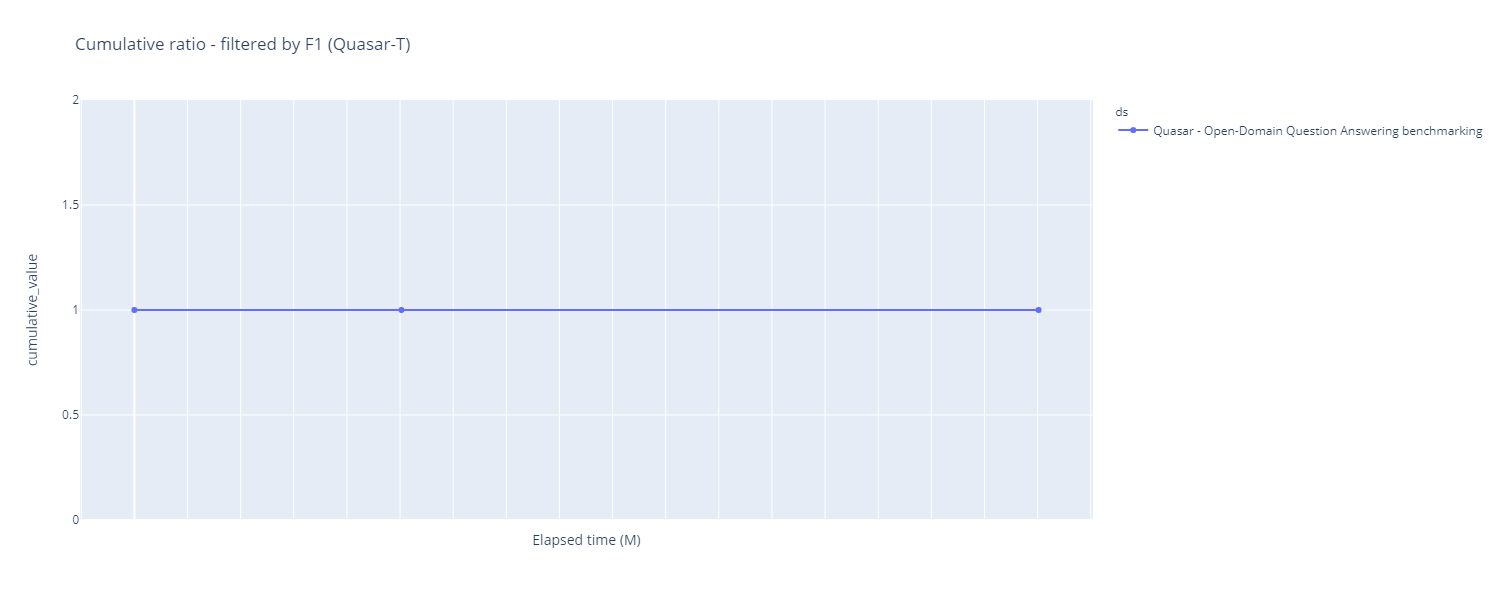 Cumulative ratio - filtered by F1 (Quasar-T)
ds
Quasar - Open-Domain Question Answering benchmarking
2
1.5
1
0.5
0
cumulative_value
Elapsed time (M)